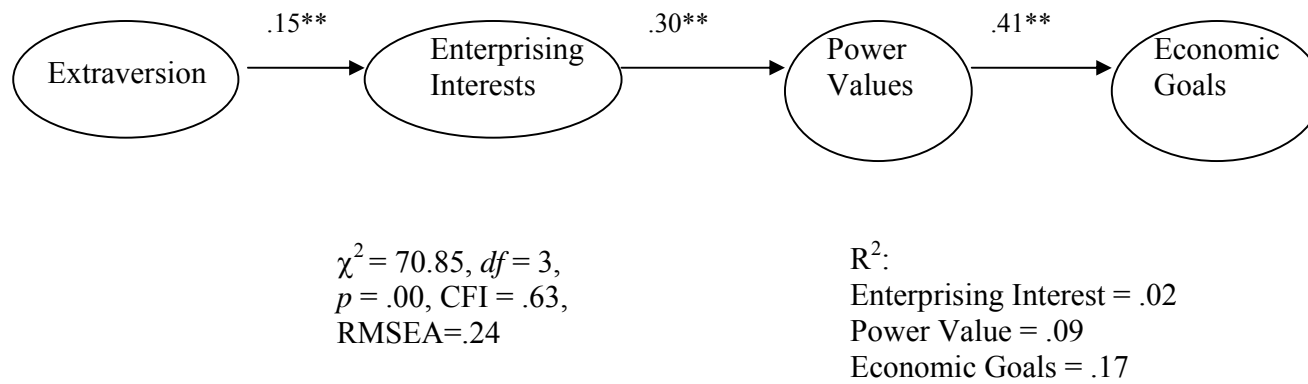 .15**
.30**
.41**
Extraversion
Enterprising
Interests
Power
Values
Economic
Goals
χ² = 70.85, df = 3,
p = .00, CFI = .63,
RMSEA=.24
R²:
Enterprising Interest = .02
Power Value = .09
Economic Goals = .17